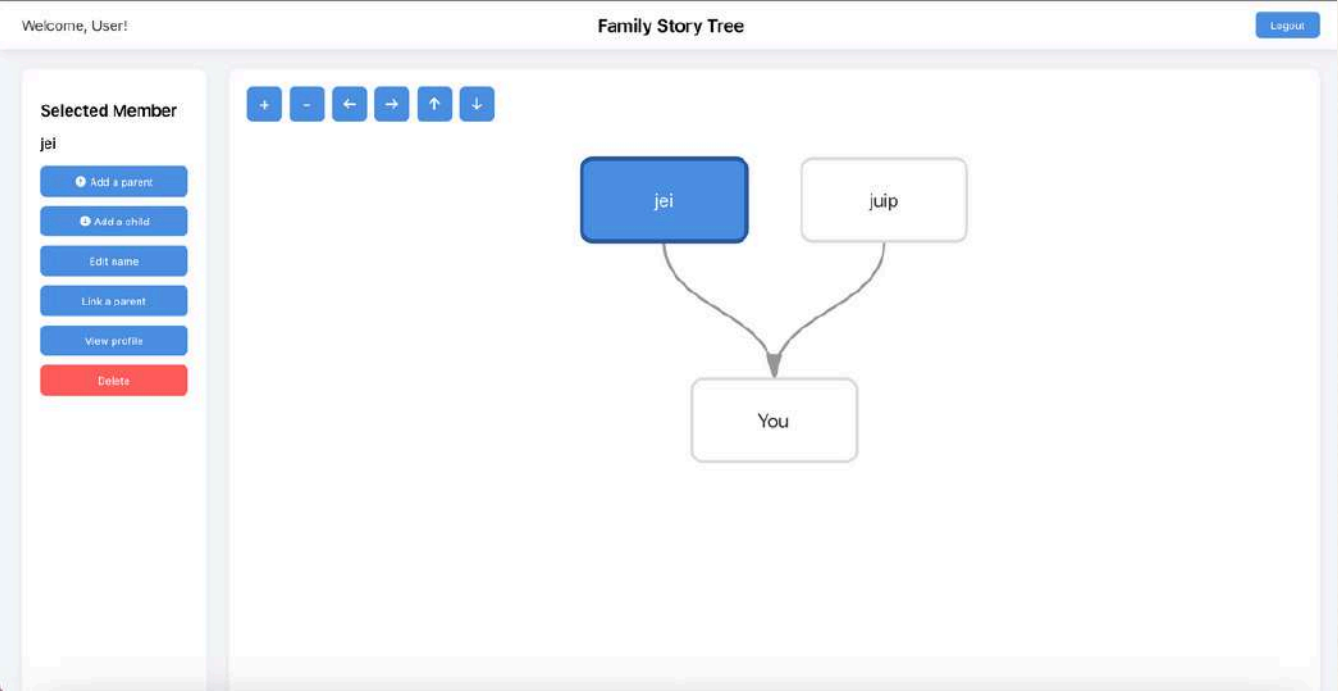 Welcome, User!
Family Story Tree
Logout
Selected Member
jei
Add a parent
Add a child
Edit name
Link a parent
View profile
Delete
+
-
←
→
↑
↓
jei
juip
You